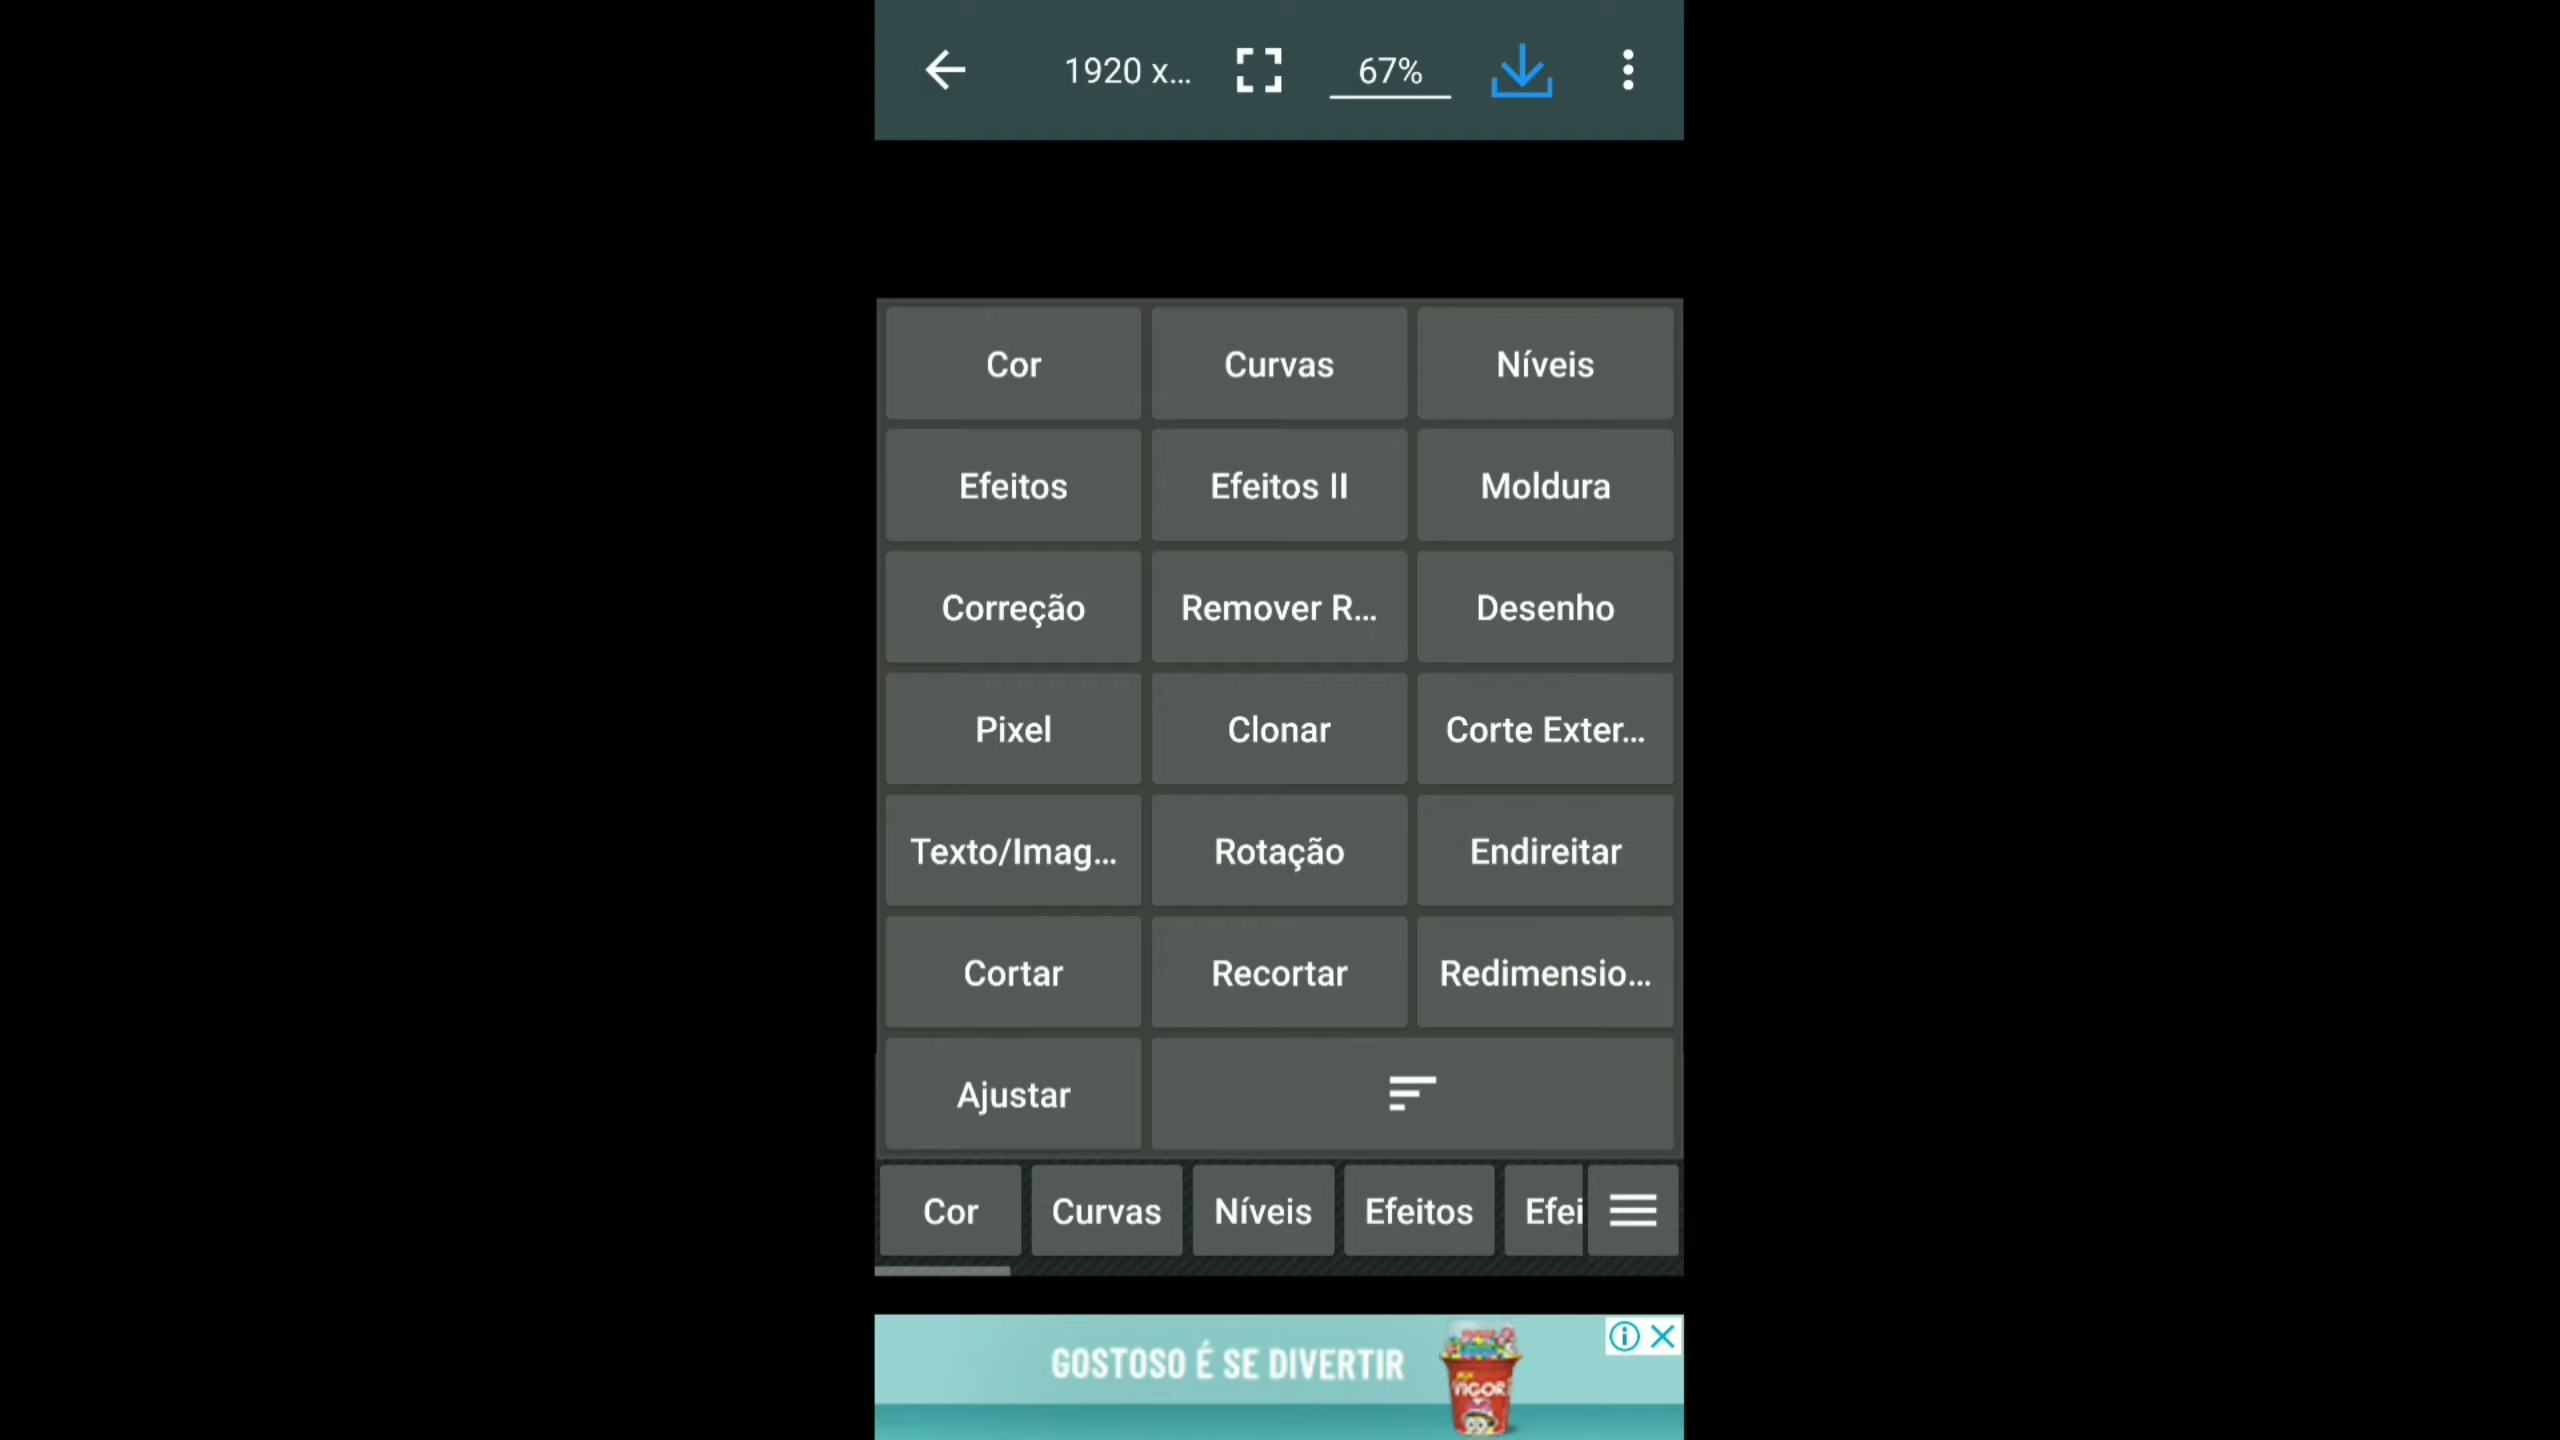 1920 x...
67%
Cor
Curvas
Níveis
Efeitos
Efeitos II
Moldura
Correção
Remover R...
Desenho
Pixel
Clonar
Corte Exter...
Texto/Imag...
Rotação
Endireitar
Cortar
Recortar
Redimensio...
Ajustar
Cor
Curvas
Níveis
Efeitos
Efei
GOSTOSO É SE DIVERTIR
VIGOR